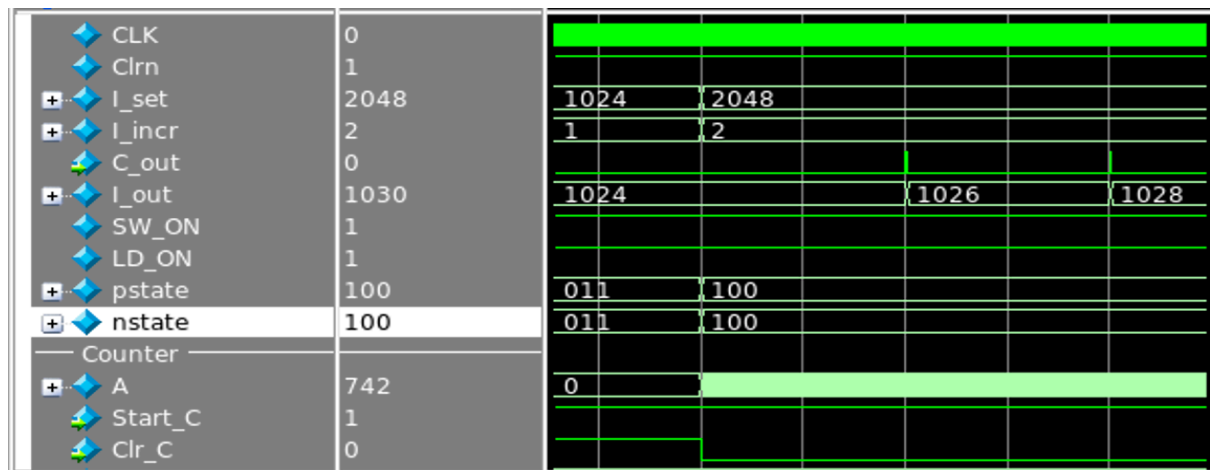 CLK 0
Clrn 1
I_set 2048 1024 2048
I_incr 2 1 2
C_out 0
I_out 1030 1024 1026 1028
SW_ON 1
LD_ON 1
pstate 100 011 100
nstate 100 011 100
Counter
A 742 0
Start_C 1
Clr_C 0